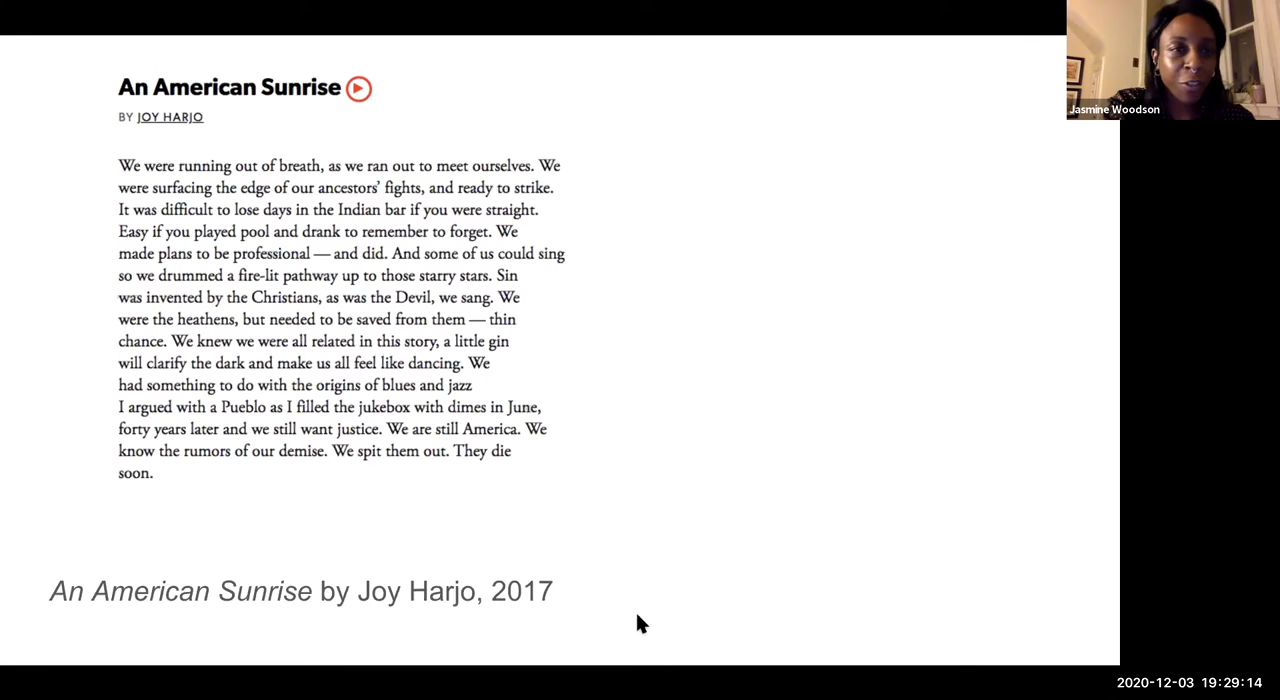 An American Sunrise
BY JOY HARJO
We were running out of breath, as we ran out to meet ourselves. We
were surfacing the edge of our ancestors’ fights, and ready to strike.
It was difficult to lose days in the Indian bar if you were straight.
Easy if you played pool and drank to remember to forget. We
made plans to be professional — and did. And some of us could sing
so we drummed a fire-lit pathway up to those starry stars. Sin
was invented by the Christians, as was the Devil, we sang. We
were the heathens, but needed to be saved from them — thin
chance. We knew we were all related in this story, a little gin
will clarify the dark and make us all feel like dancing. We
had something to do with the origins of blues and jazz
I argued with a Pueblo as I filled the jukebox with dimes in June,
forty years later and we still want justice. We are still America. We
know the rumors of our demise. We spit them out. They die
soon.
An American Sunrise by Joy Harjo, 2017
Jasmine Woodson
2020-12-03 19:29:14